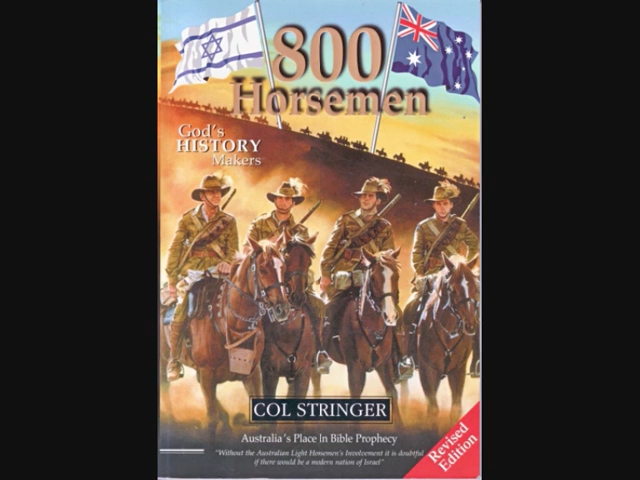 800
Horsemen
God's
HISTORY
Makers
COL STRINGER
Australia's Place In Bible Prophecy
"Without the Australian Light Horsemen's Involvement it is doubtful
if there would be a modern nation of Israel"
Revised
Edition